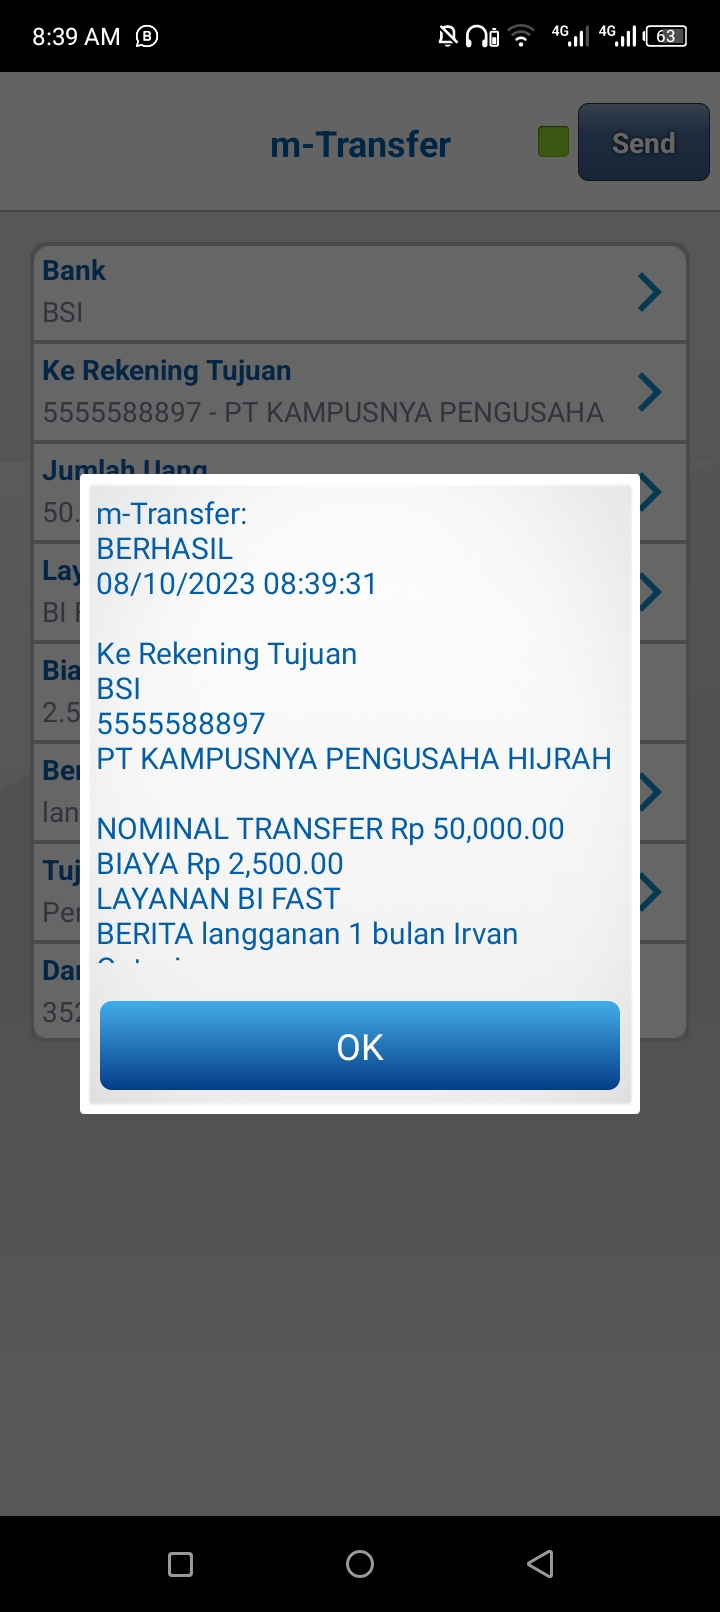 8:39 AM
4G 4G 63
m-Transfer
Send
Bank
BSI
Ke Rekening Tujuan
5555588897 - PT KAMPUSNYA PENGUSAHA
Jumlah Uang
50.
Lay
BI
Bia
2.5
Ber
lan
Tuj
Per
Dar
352
m-Transfer:
BERHASIL
08/10/2023 08:39:31
Ke Rekening Tujuan
BSI
5555588897
PT KAMPUSNYA PENGUSAHA HIJRAH
NOMINAL TRANSFER Rp 50,000.00
BIAYA Rp 2,500.00
LAYANAN BI FAST
BERITA langganan 1 bulan Irvan
OK